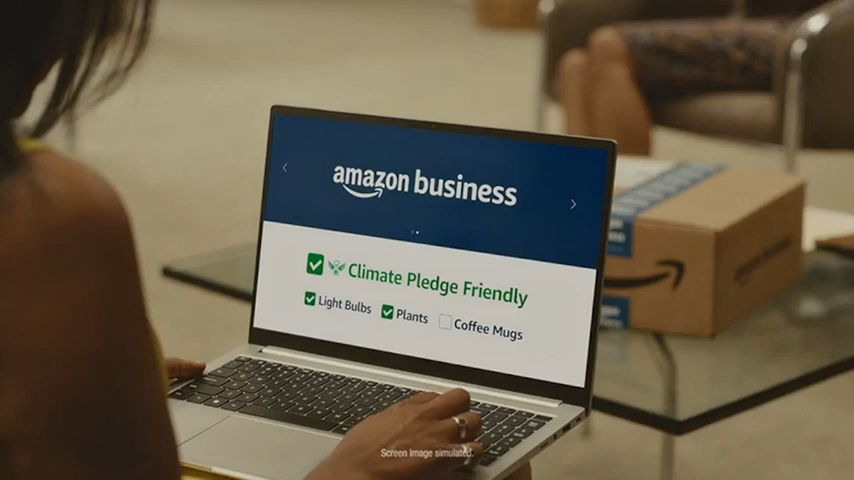 amazon business
Climate Pledge Friendly
Light Bulbs Plants Coffee Mugs
Screen image simulated.